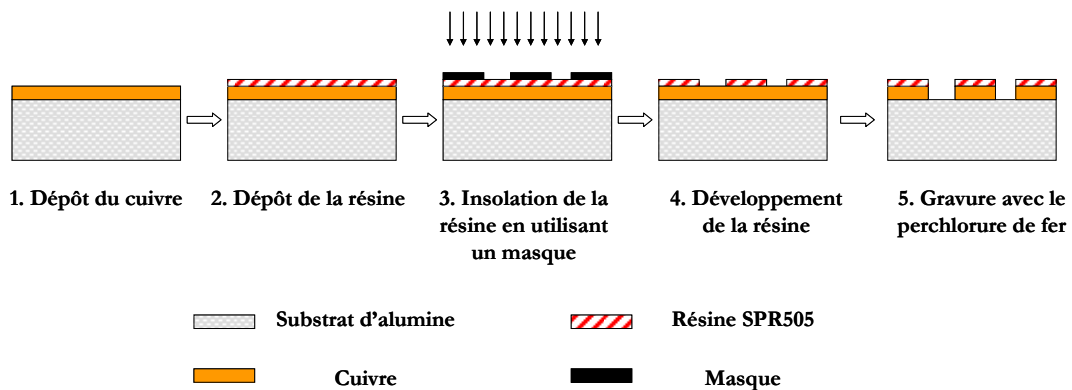 1. Dépôt du cuivre
2. Dépôt de la résine
3. Insolation de la
résine en utilisant
un masque
4. Développement
de la résine
5. Gravure avec le
perchlorure de fer
Substrat d’alumine
Résine SPR505
Cuivre
Masque